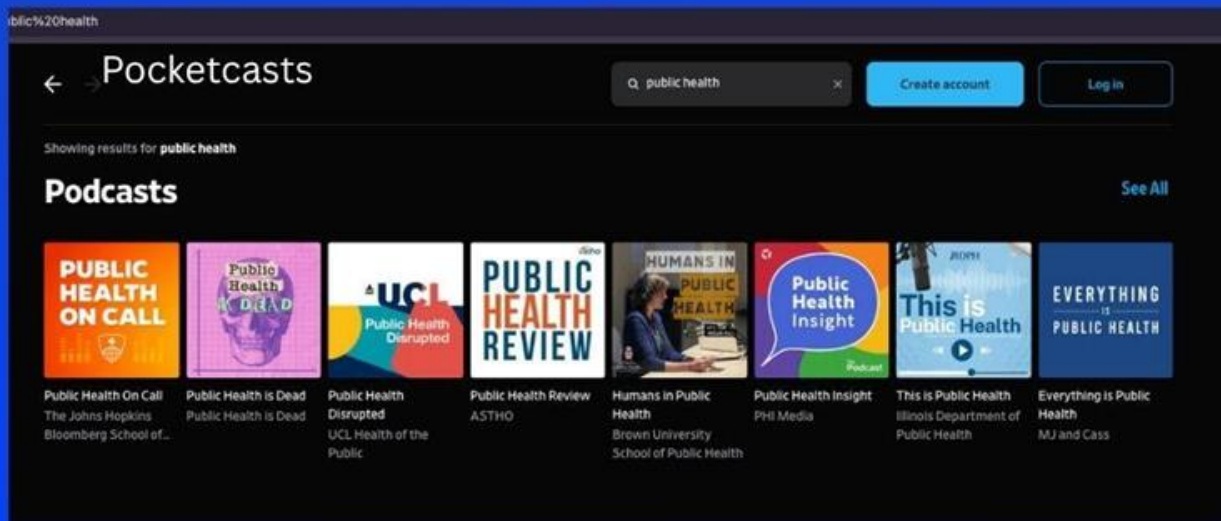 blic%20health
Pocketcasts
public health
Create account
Log in
Showing results for public health
Podcasts
See All
PUBLIC
HEALTH
ON CALL
Public
Health
IS DEAD
UCL
Public Health
Disrupted
astho
PUBLIC
HEALTH
REVIEW
HUMANS IN
PUBLIC
HEALTH
Public
Health
Insight
Podcast
This is
Public Health
EVERYTHING
IS
PUBLIC HEALTH
Public Health On Call
The Johns Hopkins
Bloomberg School of...
Public Health is Dead
Public Health is Dead
Public Health
Disrupted
UCL Health of the
Public
Public Health Review
ASTHO
Humans in Public
Health
Brown University
School of Public Health
Public Health Insight
PHI Media
This is Public Health
Illinois Department of
Public Health
Everything is Public
Health
MJ and Cass